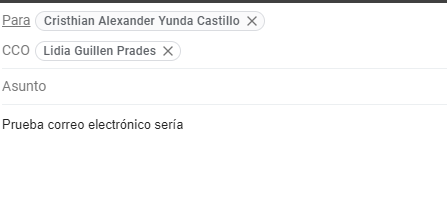 Para Cristhian Alexander Yunda Castillo
CCO Lidia Guillen Prades
Asunto
Prueba correo electrónico sería